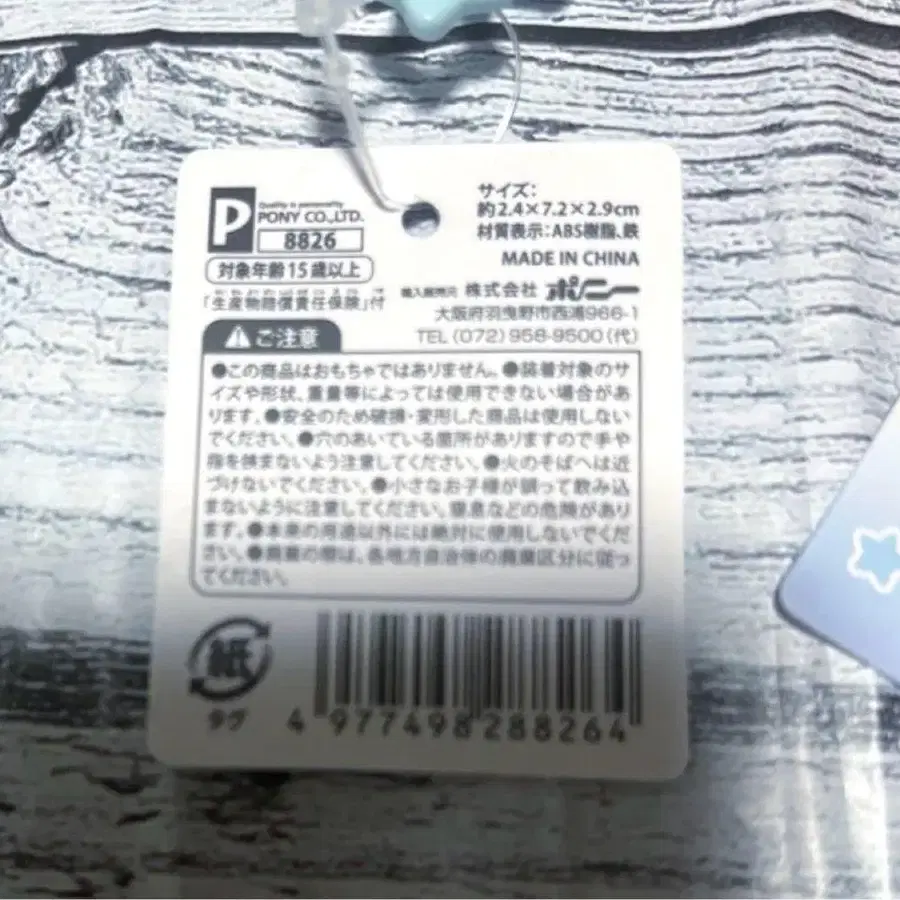 P
Quality is personality
PONY CO.,LTD.
8826
対象年齢15歳以上
「生産物賠償責任保険」付
サイズ:
約2.4×7.2×2.9cm
材質表示:ABS樹脂、鉄
MADE IN CHINA
輸入販売元 株式会社 ポニー
大阪府羽曳野市西浦966-1
TEL(072)958-9500(代)
ご注意
●この商品はおもちゃではありません。●装着対象のサ
イズや形状、重量等によっては使用できない場合があ
ります。●安全のため破損・変形した商品は使用しない
でください。●穴のあいている箇所がありますので手や
指を挟まないよう注意してください。●火のそばへは近
づけないでください。●小さなお子様が誤って飲み込
まないように注意してください。窒息などの危険があり
ます。●本来の用途以外には絶対に使用しないでくだ
さい。●廃棄の際は、各地方自治体の廃棄区分に従っ
てください。
紙
タグ
4 977498 288264